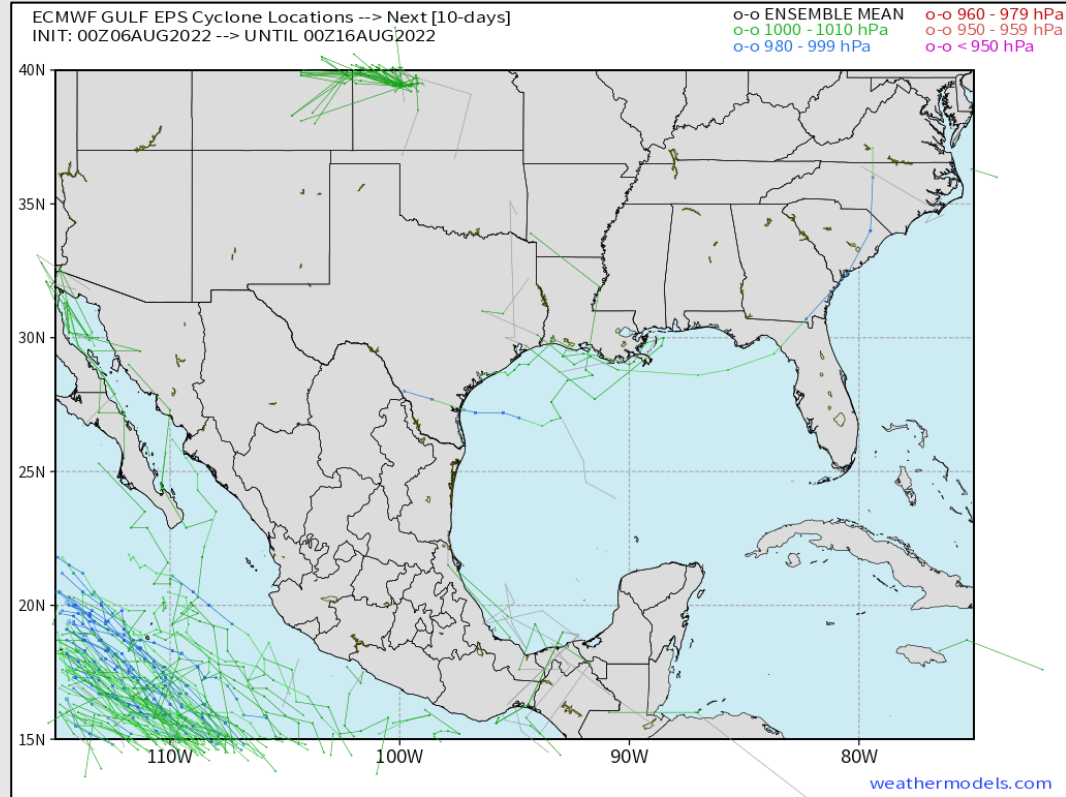 ECMWF GULF EPS Cyclone Locations --> Next [10-days]
INIT: 00Z06AUG2022 --> UNTIL 00Z16AUG2022
o-o ENSEMBLE MEAN
o-o 1000 - 1010 hPa
o-o 980 - 999 hPa
o-o 960 - 979 hPa
o-o 950 - 959 hPa
o-o < 950 hPa
40N
35N
30N
25N
20N
15N
110W 100W 90W 80W
weathermodels.com